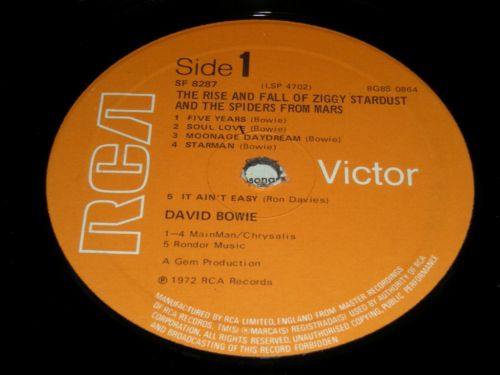 Side 1
SF 8287
(LSP 4702)
BGBS 0864
THE RISE AND FALL OF ZIGGY STARDUST
AND THE SPIDERS FROM MARS
1 FIVE YEARS (Bowie)
2 SOUL LOVE (Bowie)
3 MOONAGE DAYDREAM (Bowie)
4 STARMAN (Bowie)
RCA
Victor
5 IT AIN'T EASY (Ron Davies)
DAVID BOWIE
1—4 MainMan/Chrysalis
5 Rondor Music
A Gem Production
℗ 1972 RCA Records
MANUFACTURED BY RCA LIMITED, ENGLAND FROM MASTER RECORDINGS
OF RCA RECORDS. TM(S) ® MARCA(S) REGISTRADA(S) USED BY AUTHORITY OF RCA
CORPORATION. ALL RIGHTS RESERVED. UNAUTHORISED COPYING, PUBLIC PERFORMANCE,
AND BROADCASTING OF THIS RECORD FORBIDDEN